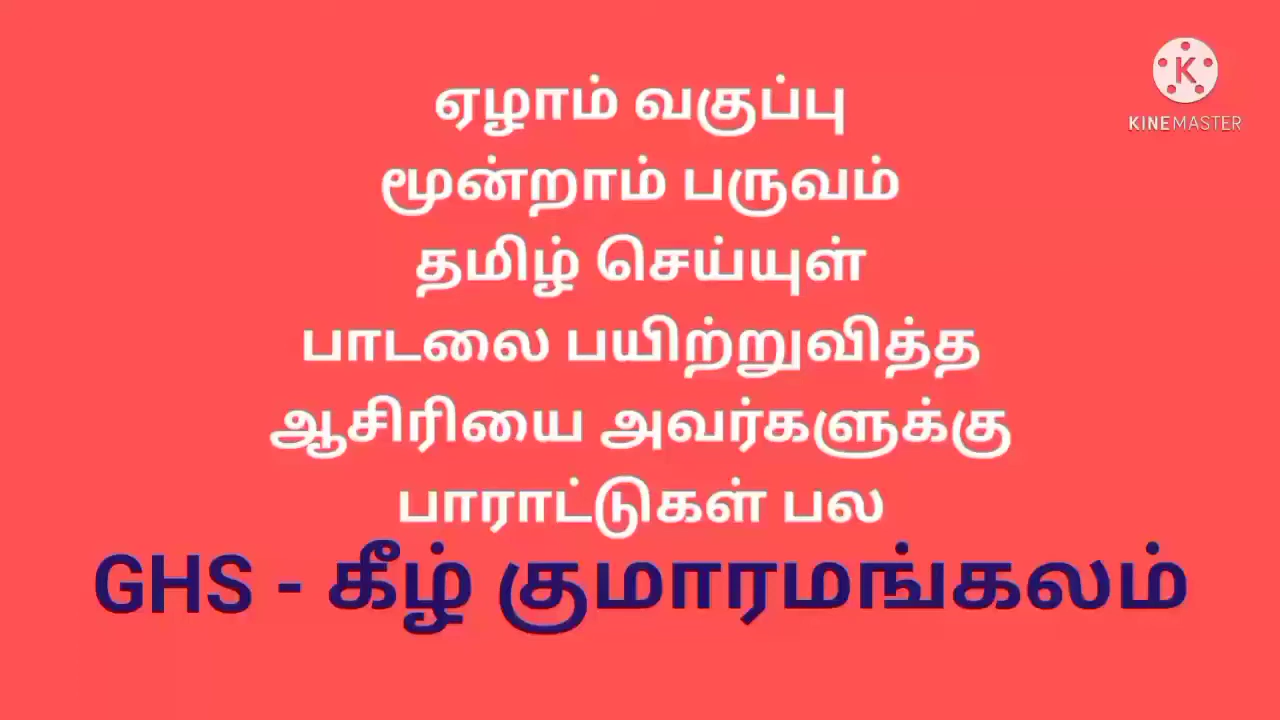 ஏழாம் வகுப்பு
மூன்றாம் பருவம்
தமிழ் செய்யுள்
பாடலை பயிற்றுவித்த
ஆசிரியை அவர்களுக்கு
பாராட்டுகள் பல
GHS - கீழ் குமாரமங்கலம்
K
KINEMASTER